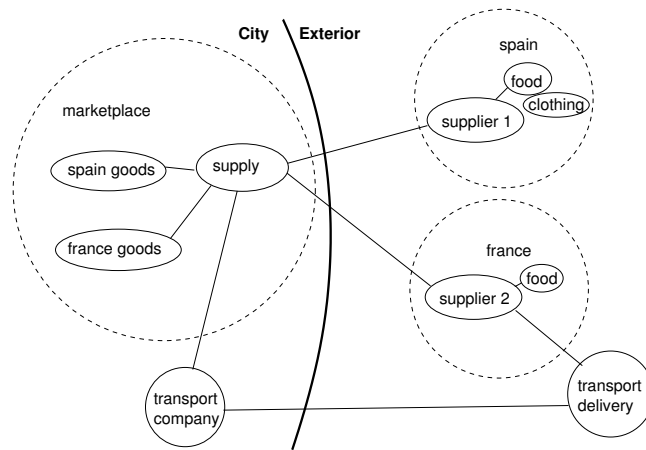 City Exterior
spain
food
clothing
supplier 1
marketplace
supply
spain goods
france goods
france
food
supplier 2
transport
company
transport
delivery